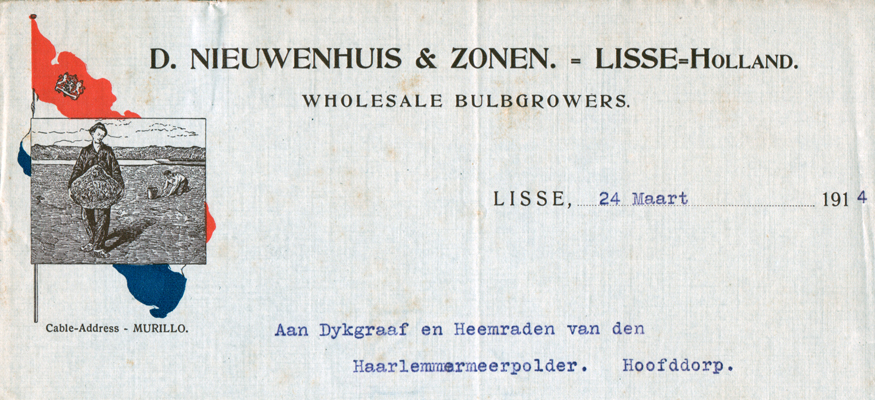 D. NIEUWENHUIS & ZONEN. = LISSE=HOLLAND.
WHOLESALE BULBGROWERS.
LISSE, 24 Maart 1914
Cable-Address - MURILLO.
Aan Dykgraaf en Heemraden van den
Haarlemmermeerpolder. Hoofddorp.